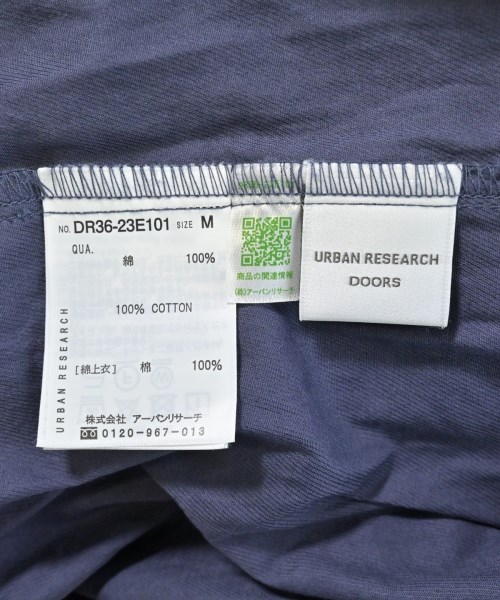 NO. DR36-23E101 SIZE M
QUA.
綿 100%
100% COTTON
[綿上衣] 棉 100%
URBAN RESEARCH
株式会社 アーバンリサーチ
0120-967-013
商品の関連情報
(株)アーバンリサーチ
URBAN RESEARCH
DOORS